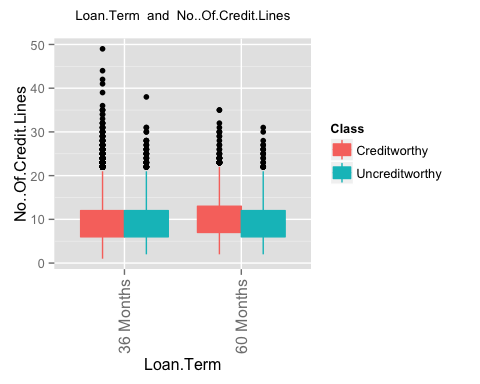 Loan.Term and No..Of.Credit.Lines
No..Of.Credit.Lines
50
40
30
20
10
0
36 Months
60 Months
Loan.Term
Class
Creditworthy
Uncreditworthy